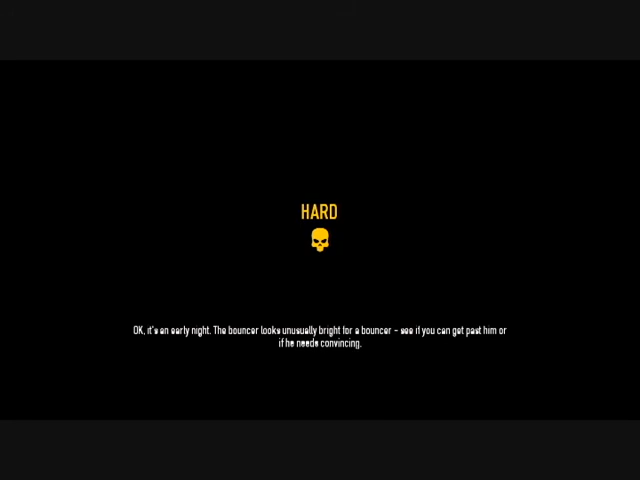 HARD
OK, it's an early night. The bouncer looks unusually bright for a bouncer - see if you can get past him or
if he needs convincing.